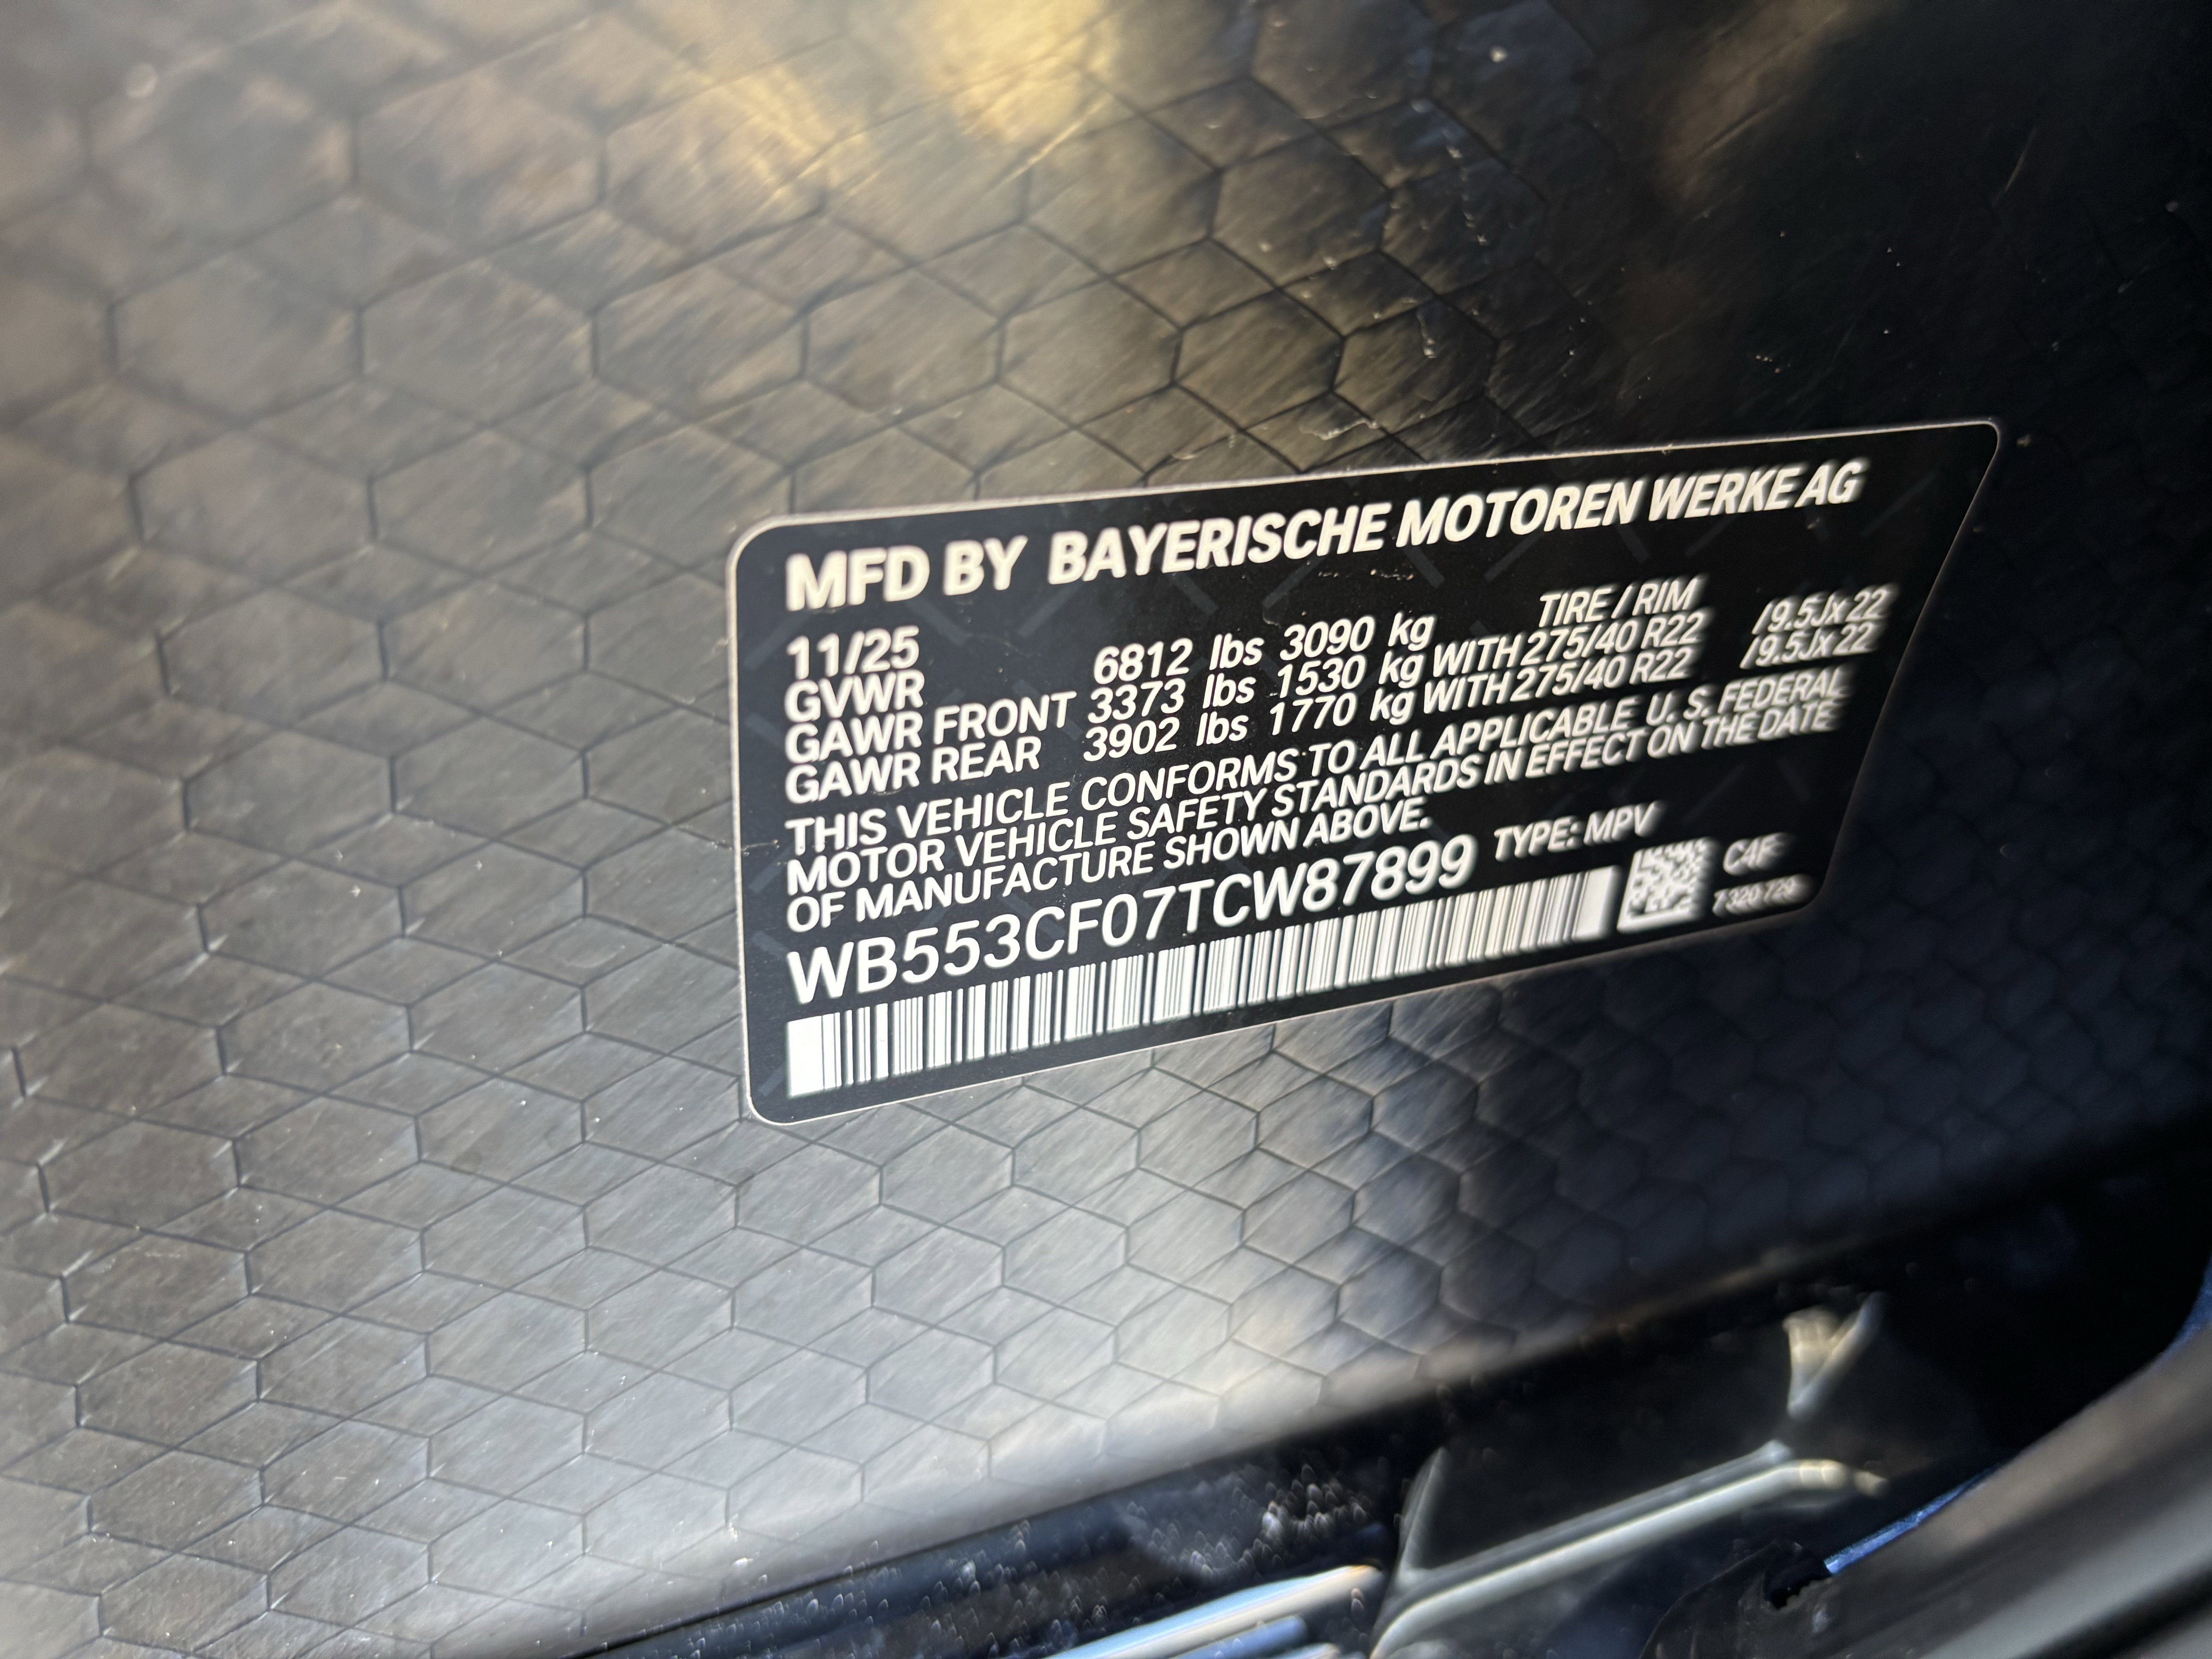 MFD BY BAYERISCHE MOTOREN WERKE AG
11/25 TIRE / RIM
GVWR 6812 lbs 3090 kg
GAWR FRONT 3373 lbs 1530 kg WITH 275/40 R22 /9.5Jx22
GAWR REAR 3902 lbs 1770 kg WITH 275/40 R22 /9.5Jx22
THIS VEHICLE CONFORMS TO ALL APPLICABLE U. S. FEDERAL
MOTOR VEHICLE SAFETY STANDARDS IN EFFECT ON THE DATE
OF MANUFACTURE SHOWN ABOVE.
WB553CF07TCW87899 TYPE: MPV
C4F
7 320 729